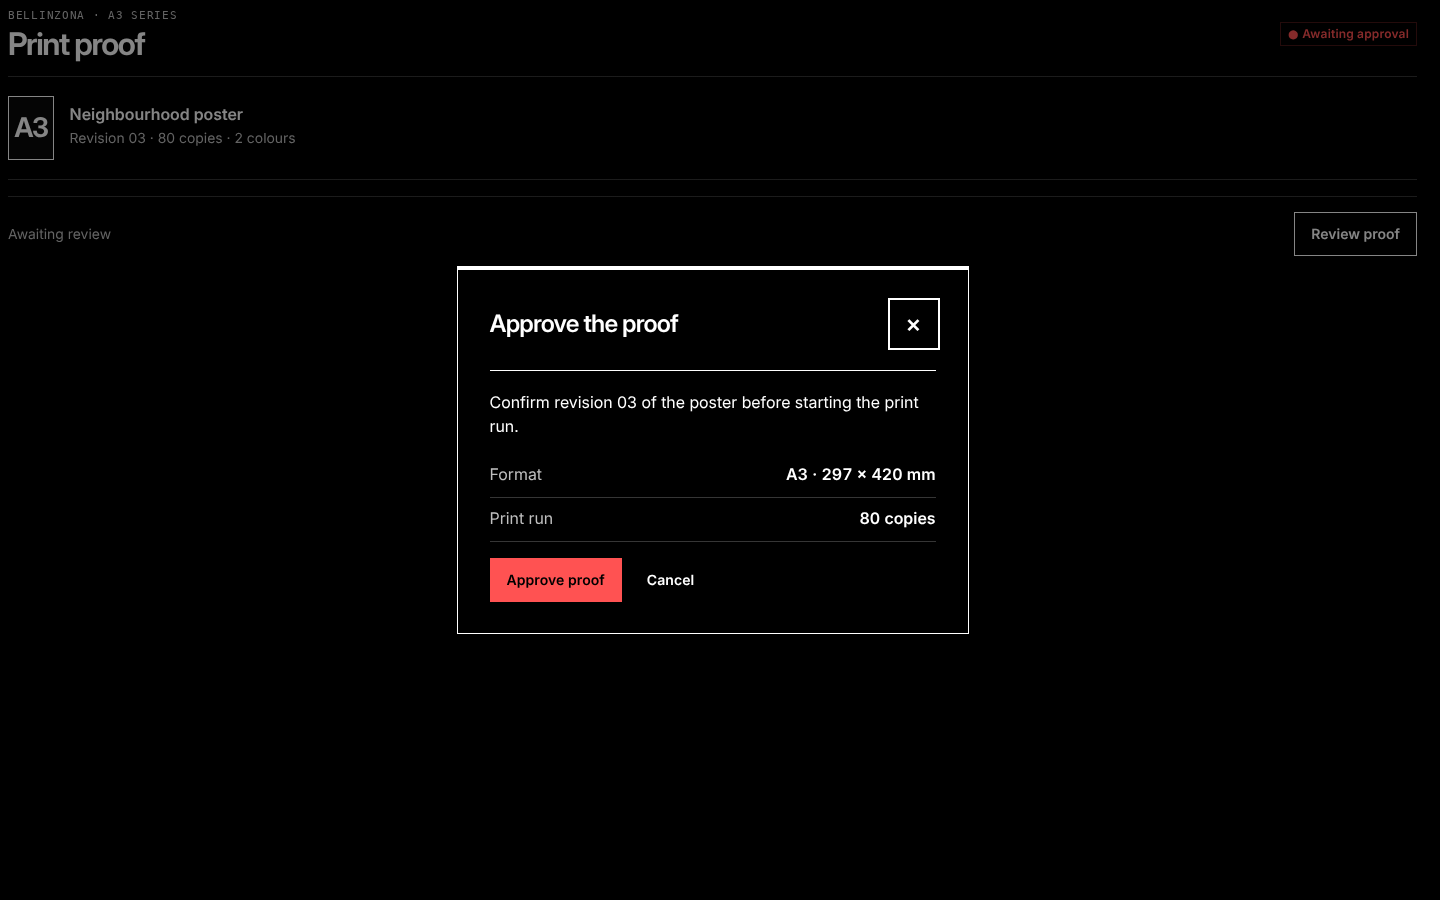 BELLINZONA · A3 SERIES
Print proof
Awaiting approval
A3
Neighbourhood poster
Revision 03 · 80 copies · 2 colours
Awaiting review
Review proof
Approve the proof
×
Confirm revision 03 of the poster before starting the print
run.
Format
A3 · 297 × 420 mm
Print run
80 copies
Approve proof
Cancel